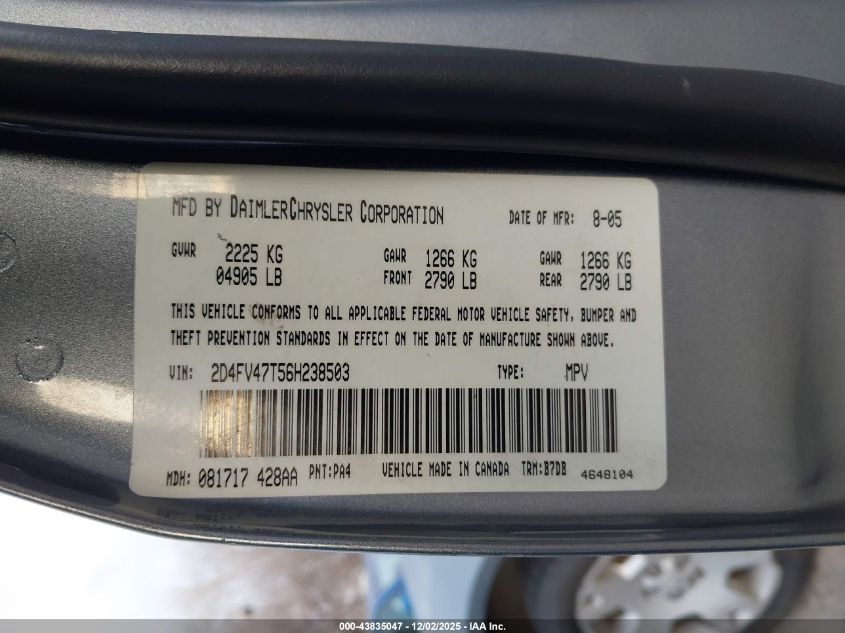 MFD BY DAIMLERCHRYSLER CORPORATION DATE OF MFR: 8-05
GVWR 2225 KG GAWR 1266 KG GAWR 1266 KG
04905 LB FRONT 2790 LB REAR 2790 LB
THIS VEHICLE CONFORMS TO ALL APPLICABLE FEDERAL MOTOR VEHICLE SAFETY, BUMPER AND
THEFT PREVENTION STANDARDS IN EFFECT ON THE DATE OF MANUFACTURE SHOWN ABOVE.
VIN: 2D4FV47T56H238503 TYPE: MPV
MDH: 081717 428AA PNT:PA4 VEHICLE MADE IN CANADA TRM:B7DB 4648104
000-43835047 - 12/02/2025 - IAA Inc.